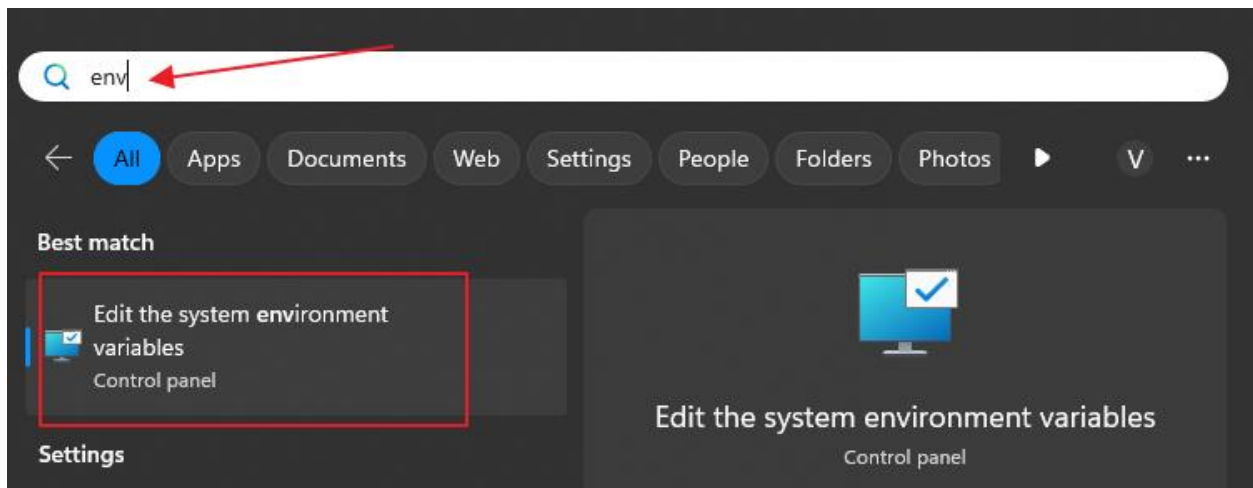 env
All Apps Documents Web Settings People Folders Photos V ...
Best match
Edit the system environment
variables
Control panel
Edit the system environment variables
Control panel
Settings